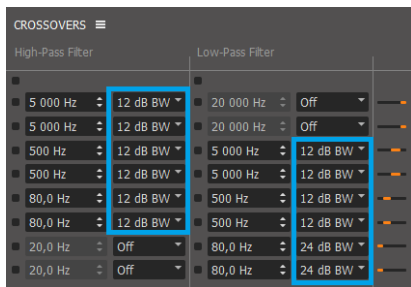 CROSSOVERS
High-Pass Filter Low-Pass Filter
5 000 Hz 12 dB BW 20 000 Hz Off
5 000 Hz 12 dB BW 20 000 Hz Off
500 Hz 12 dB BW 5 000 Hz 12 dB BW
500 Hz 12 dB BW 5 000 Hz 12 dB BW
80,0 Hz 12 dB BW 500 Hz 12 dB BW
80,0 Hz 12 dB BW 500 Hz 12 dB BW
20,0 Hz Off 80,0 Hz 24 dB BW
20,0 Hz Off 80,0 Hz 24 dB BW